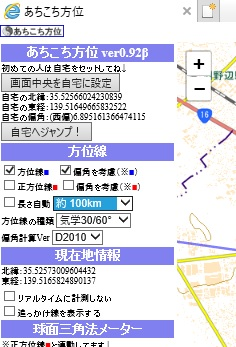 あちこち方位
あちこち方位
あちこち方位 ver0.92β
初めての人は自宅をセットしてね↓
画面中央を自宅に設定
自宅の北緯:35.52566024230839
自宅の東経:139.51649665832522
自宅の偏角:(西偏)6.895161366474115
自宅へジャンプ!
方位線
方位線■ 偏角を考慮(※■)
正方位線■ 偏角を考慮(※■)
長さ自動 約 100km
方位線の種類 気学30/60°
偏角計算Ver D2010
現在地情報
北緯:35.52573009604432
東経:139.5165824890137
リアルタイムに計測しない
追っかけ線を表示する
球面三角法メーター
※正方位線■と連動してます!
+
-
野辺
16